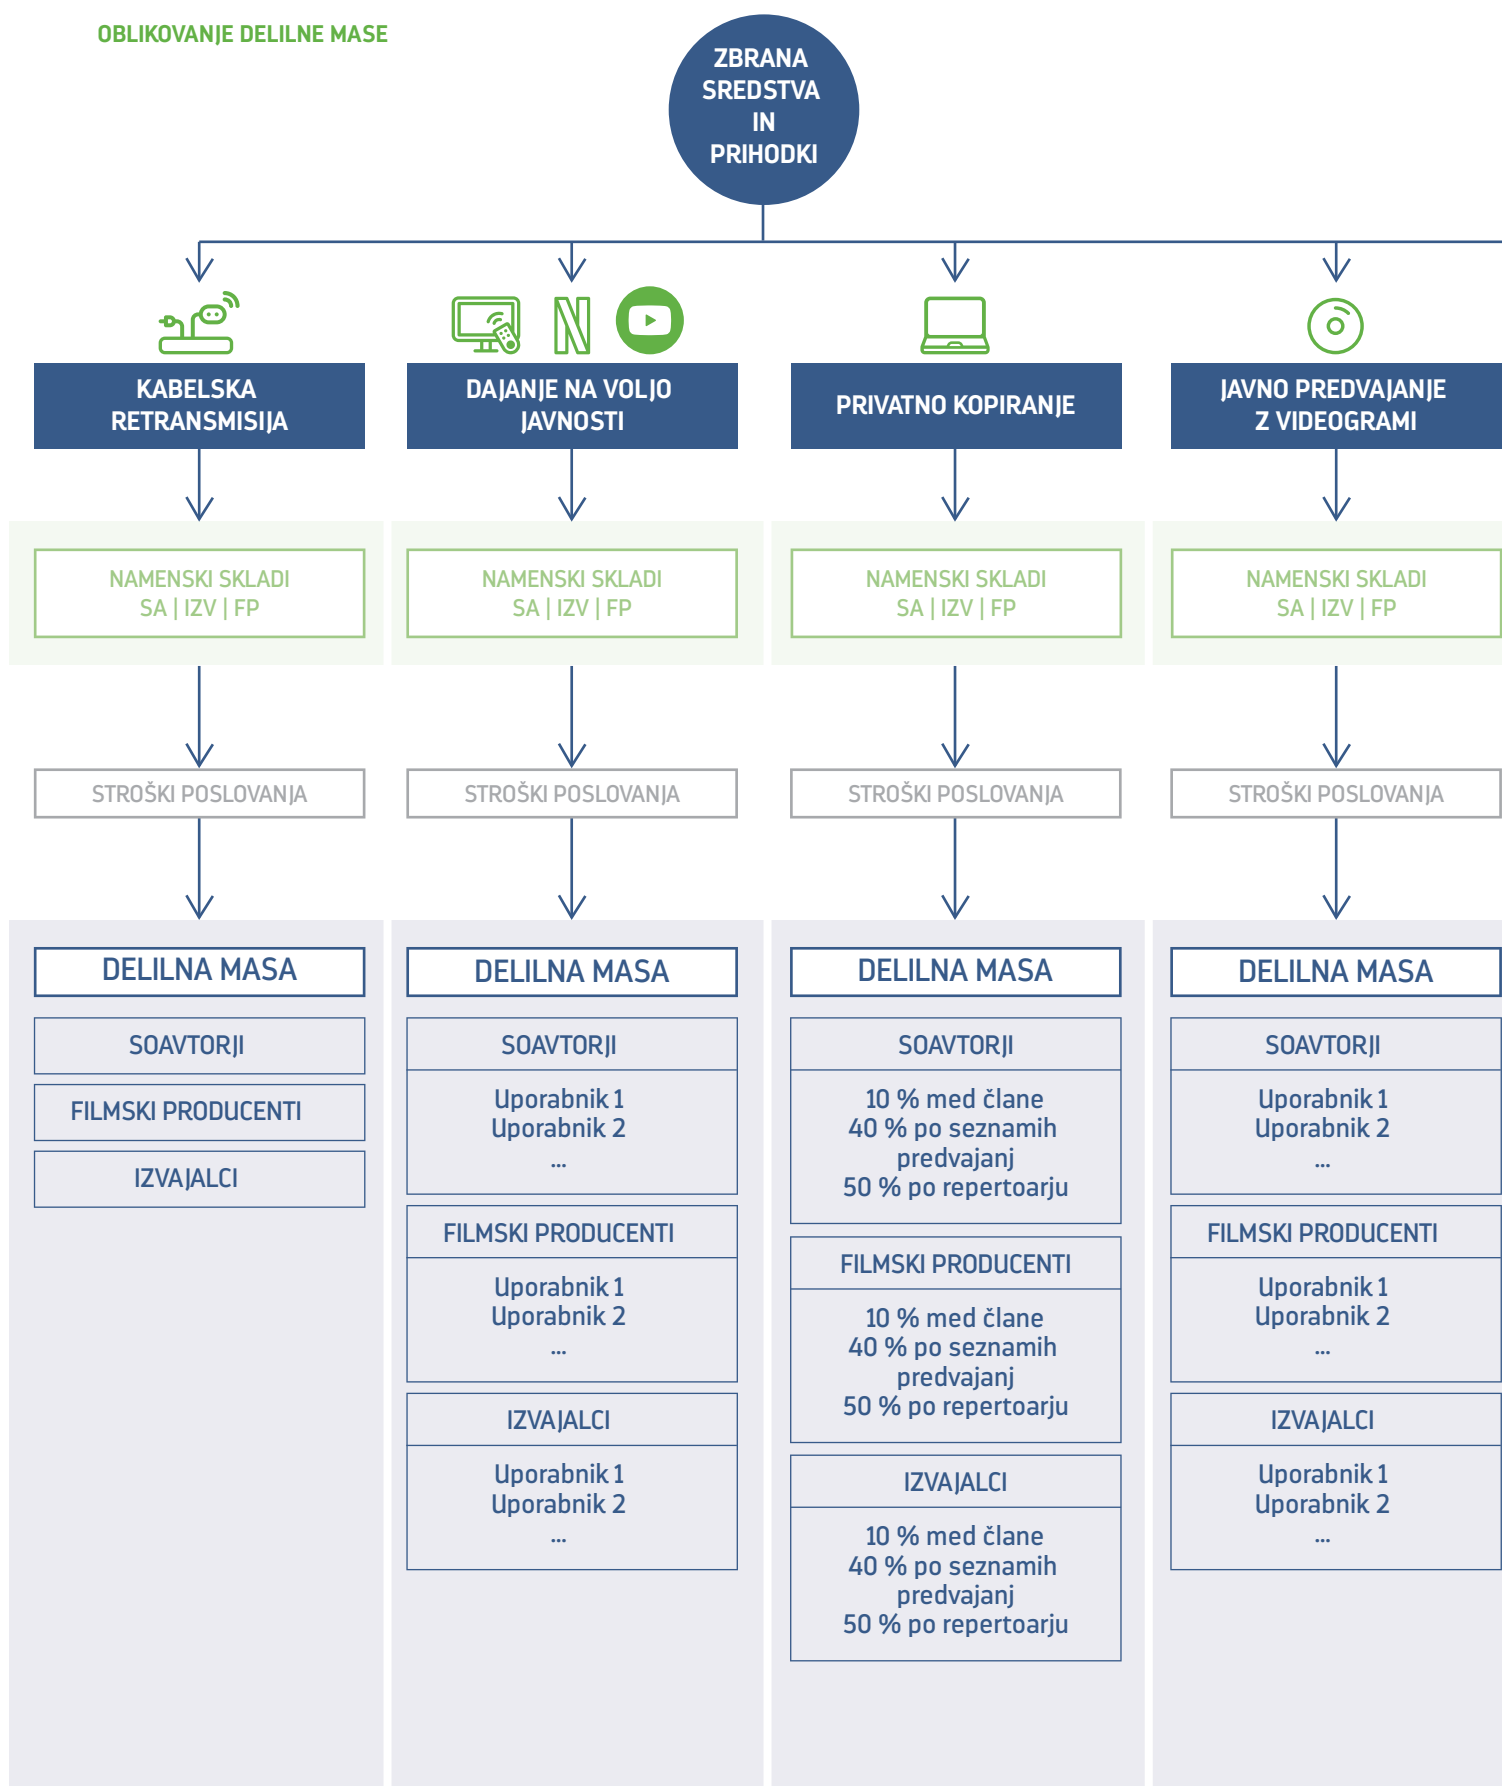 OBLIKOVANJE DELILNE MASE
ZBRANA
SREDSTVA
IN
PRIHODKI
KABELSKA
RETRANSMISIJA
DAJANJE NA VOLJO
JAVNOSTI
PRIVATNO KOPIRANJE
JAVNO PREDVAJANJE
Z VIDEOGRAMI
NAMENSKI SKLADI
SA | IZV | FP
NAMENSKI SKLADI
SA | IZV | FP
NAMENSKI SKLADI
SA | IZV | FP
NAMENSKI SKLADI
SA | IZV | FP
STROŠKI POSLOVANJA
STROŠKI POSLOVANJA
STROŠKI POSLOVANJA
STROŠKI POSLOVANJA
DELILNA MASA
SOAVTORJI
FILMSKI PRODUCENTI
IZVAJALCI
DELILNA MASA
SOAVTORJI
Uporabnik 1
Uporabnik 2
...
FILMSKI PRODUCENTI
Uporabnik 1
Uporabnik 2
...
IZVAJALCI
Uporabnik 1
Uporabnik 2
...
DELILNA MASA
SOAVTORJI
10 % med člane
40 % po seznamih
predvajanj
50 % po repertoarju
FILMSKI PRODUCENTI
10 % med člane
40 % po seznamih
predvajanj
50 % po repertoarju
IZVAJALCI
10 % med člane
40 % po seznamih
predvajanj
50 % po repertoarju
DELILNA MASA
SOAVTORJI
Uporabnik 1
Uporabnik 2
...
FILMSKI PRODUCENTI
Uporabnik 1
Uporabnik 2
...
IZVAJALCI
Uporabnik 1
Uporabnik 2
...